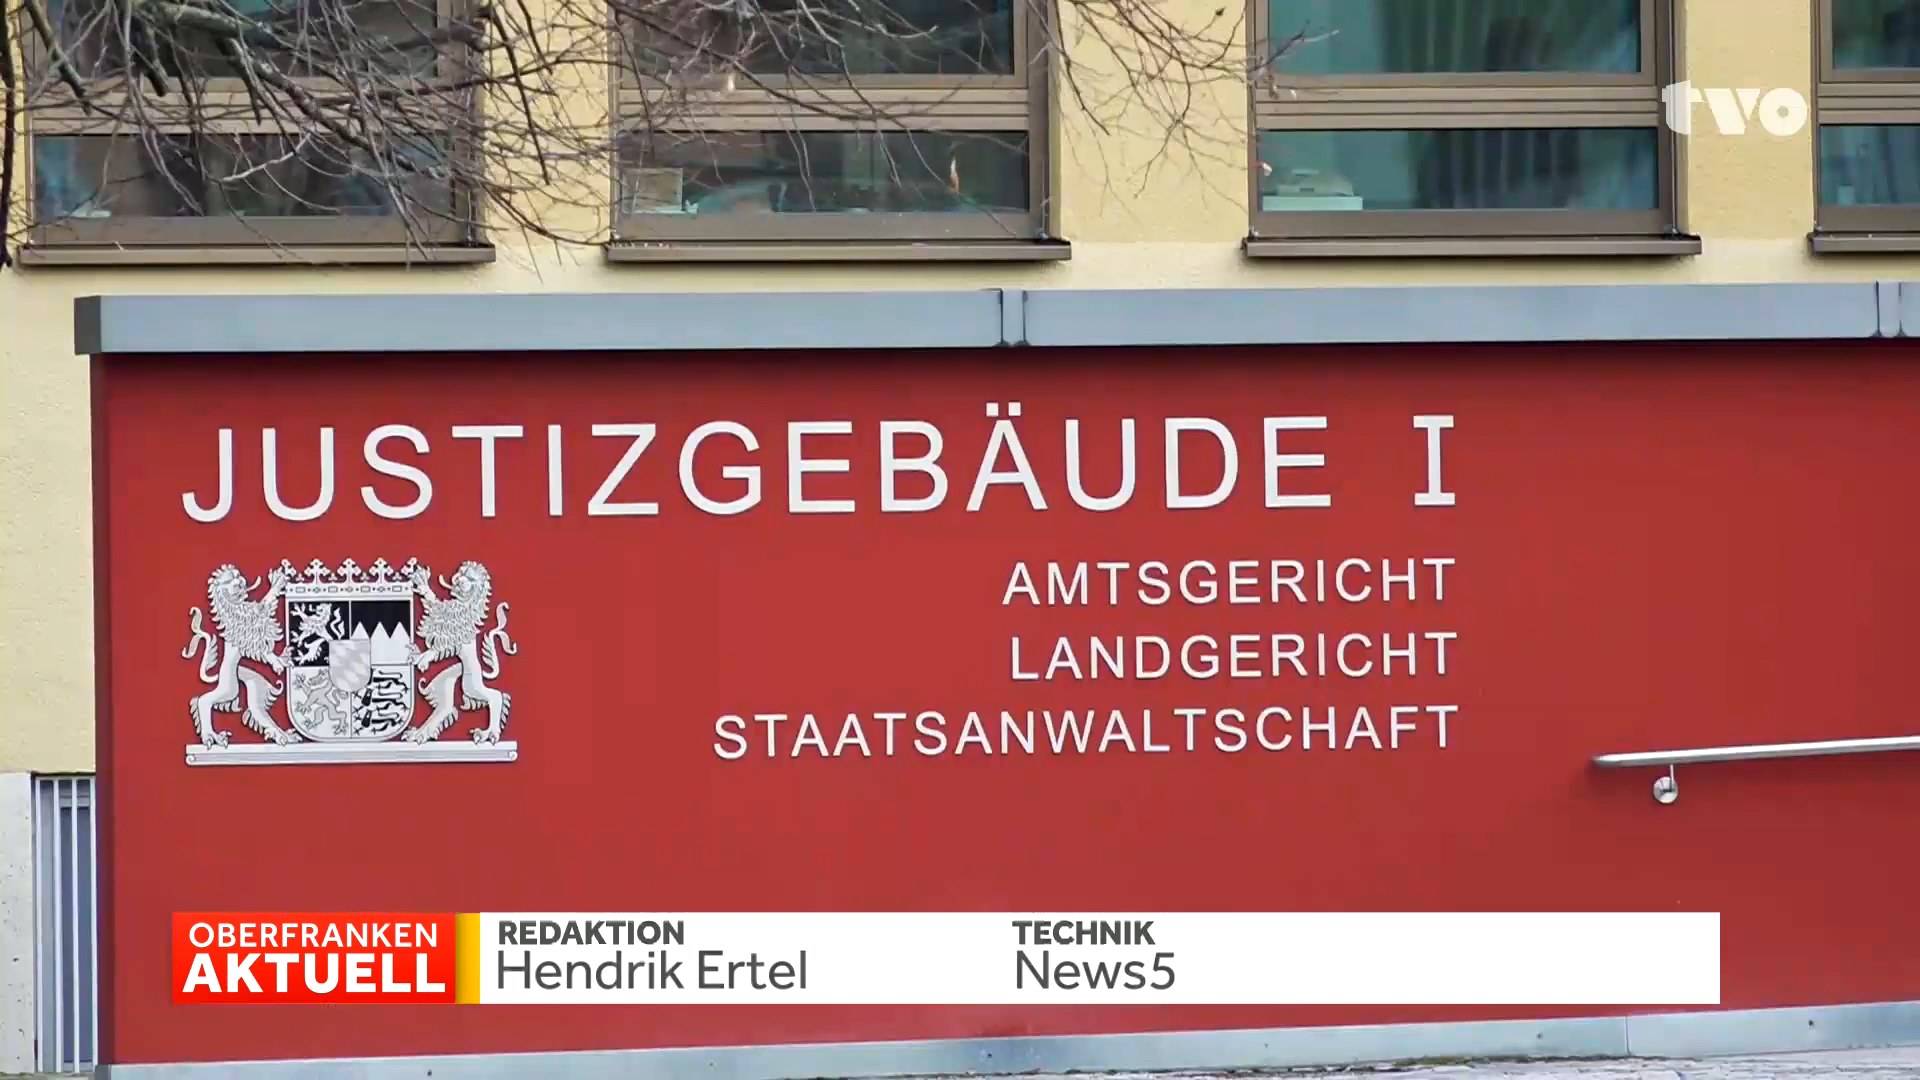 tvo
JUSTIZGEBÄUDE I
AMTSGERICHT
LANDGERICHT
STAATSANWALTSCHAFT
OBERFRANKEN
AKTUELL
REDAKTION
Hendrik Ertel
TECHNIK
News5